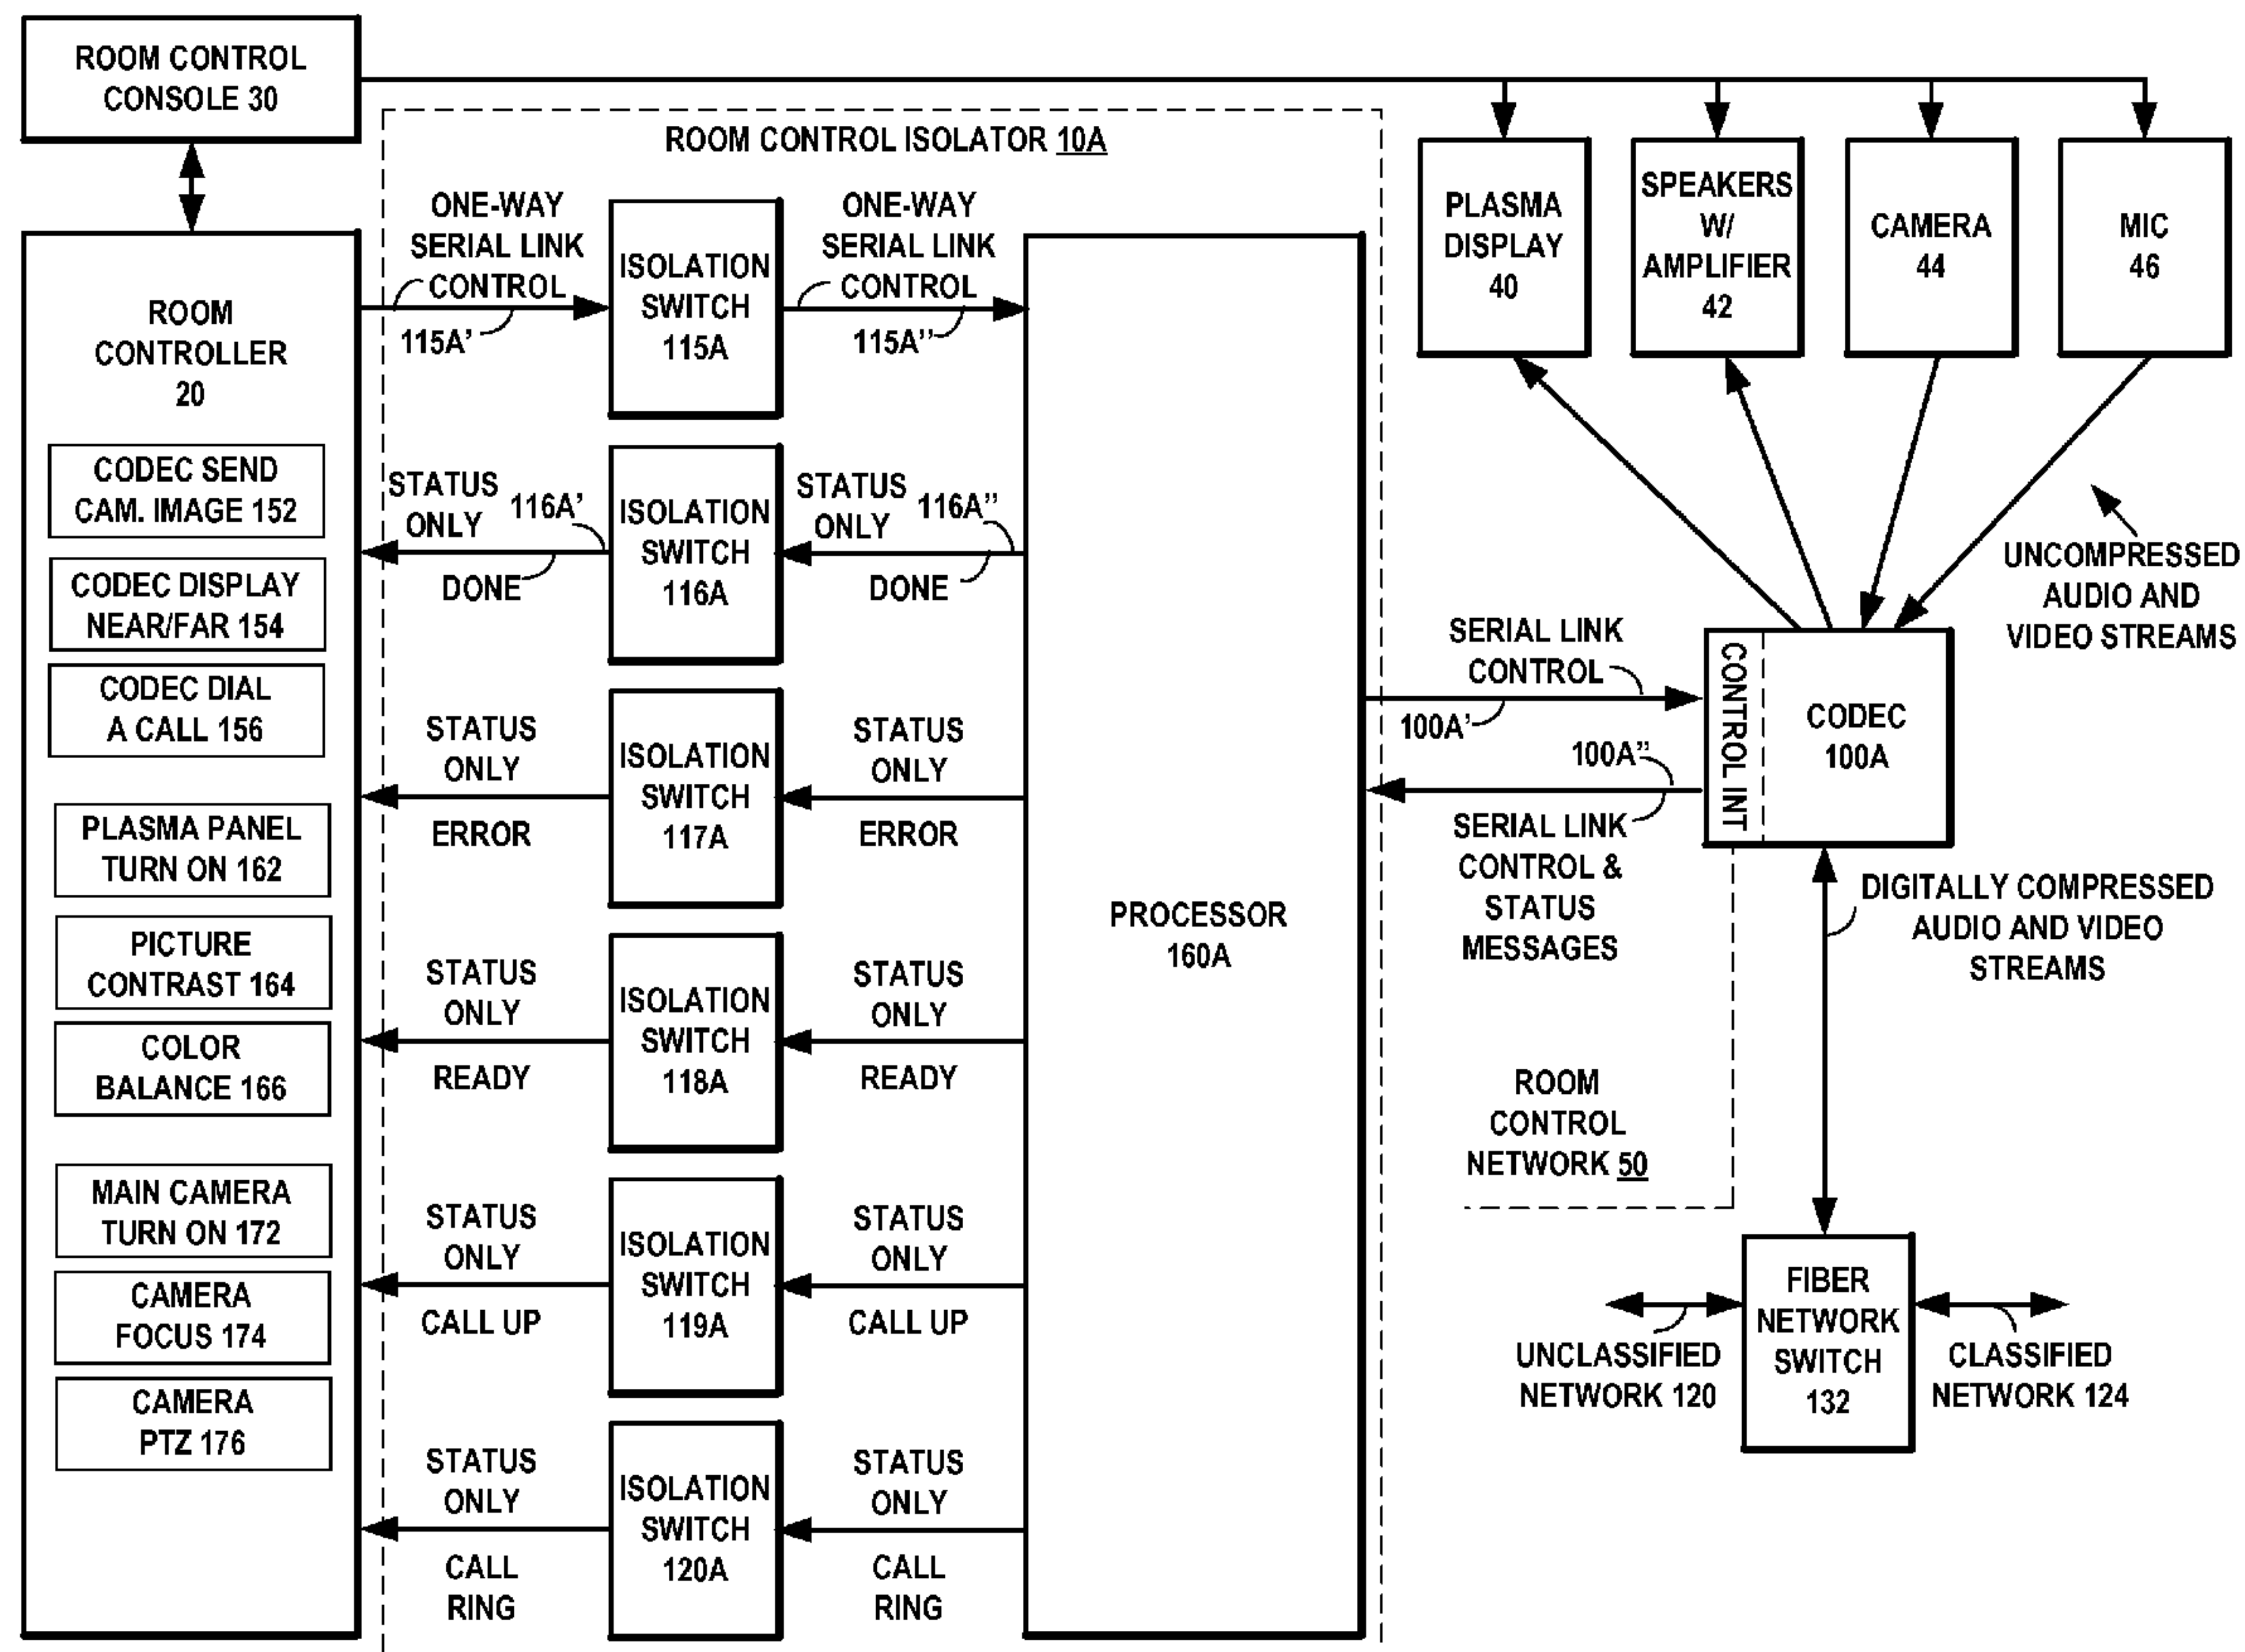 ROOM CONTROL
CONSOLE 30
ROOM CONTROL ISOLATOR 10A
ROOM
CONTROLLER
20
CODEC SEND
CAM. IMAGE 152
CODEC DISPLAY
NEAR/FAR 154
CODEC DIAL
A CALL 156
PLASMA PANEL
TURN ON 162
PICTURE
CONTRAST 164
COLOR
BALANCE 166
MAIN CAMERA
TURN ON 172
CAMERA
FOCUS 174
CAMERA
PTZ 176
ONE-WAY
SERIAL LINK
CONTROL
115A'
ISOLATION
SWITCH
115A
ONE-WAY
SERIAL LINK
CONTROL
115A''
STATUS
ONLY
116A'
DONE
ISOLATION
SWITCH
116A
STATUS
ONLY
116A''
DONE
STATUS
ONLY
ERROR
ISOLATION
SWITCH
117A
STATUS
ONLY
ERROR
STATUS
ONLY
READY
ISOLATION
SWITCH
118A
STATUS
ONLY
READY
STATUS
ONLY
CALL UP
ISOLATION
SWITCH
119A
STATUS
ONLY
CALL UP
STATUS
ONLY
CALL
RING
ISOLATION
SWITCH
120A
STATUS
ONLY
CALL
RING
PROCESSOR
160A
PLASMA
DISPLAY
40
SPEAKERS
W/
AMPLIFIER
42
CAMERA
44
MIC
46
UNCOMPRESSED
AUDIO AND
VIDEO STREAMS
SERIAL LINK
CONTROL
100A'
100A''
SERIAL LINK
CONTROL &
STATUS
MESSAGES
CONTROL INT
CODEC
100A
DIGITALLY COMPRESSED
AUDIO AND VIDEO
STREAMS
ROOM
CONTROL
NETWORK 50
FIBER
NETWORK
SWITCH
132
UNCLASSIFIED
NETWORK 120
CLASSIFIED
NETWORK 124